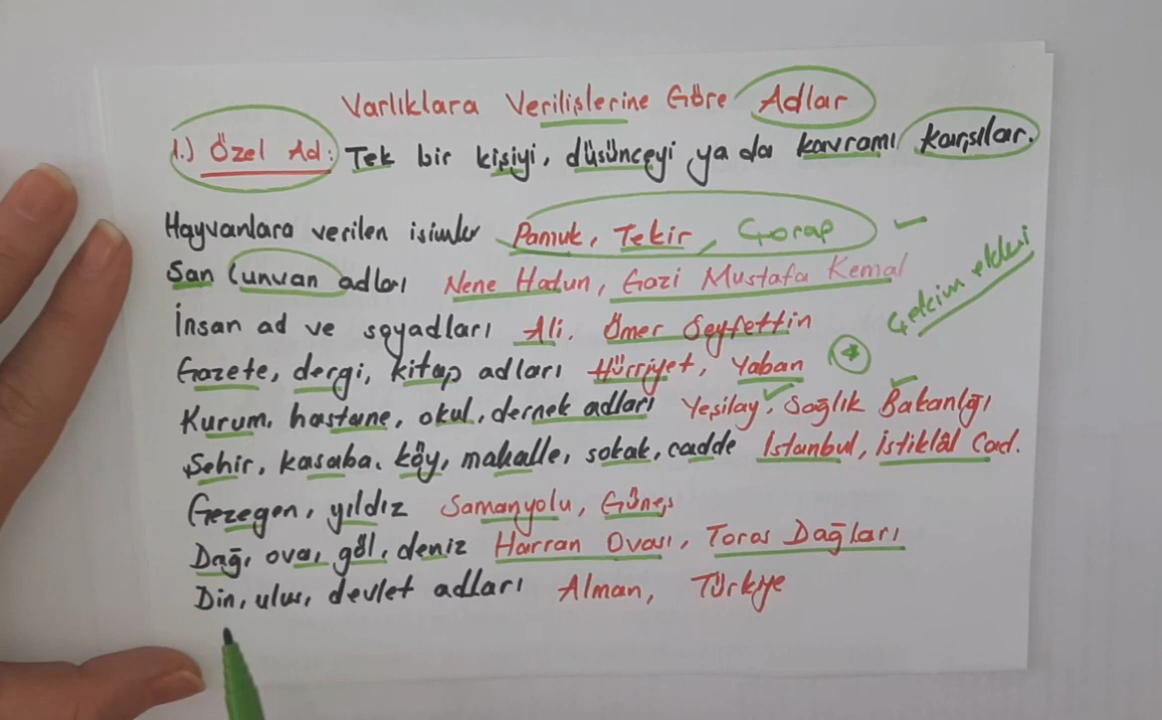 Varlıklara Verilişlerine Göre Adlar
1.) Özel Ad: Tek bir kişiyi, düşünceyi ya da kavramı karşılar.
Hayvanlara verilen isimler Pamuk, Tekir, Çorap
San (unvan adları Nene Hatun, Gazi Mustafa Kemal
İnsan ad ve soyadları Ali, Ömer Seyfettin
Gazete, dergi, kitap adları Hürriyet, Yaban
Çekim ekleri
Kurum, hastane, okul, dernek adları Yeşilay, Sağlık Bakanlığı
Şehir, kasaba, köy, mahalle, sokak, cadde İstanbul, İstiklâl Cad.
Gezegen, yıldız Samanyolu, Güneş
Dağ, ova, göl, deniz Harran Ovası, Toros Dağları
Din, ulus, devlet adları Alman, Türkiye